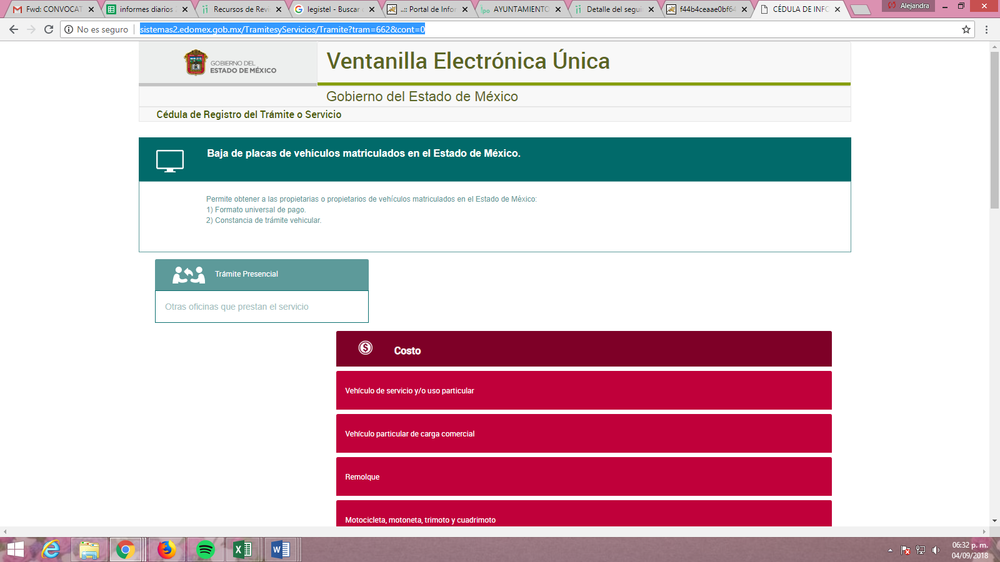 Fwd: CONVOCAT
informes diarios
Recursos de Revi
legistel - Buscar
..:: Portal de Infor
AYUNTAMIENTO
Detalle del segui
f44b4ceaae0bf64
CÉDULA DE INFO
Alejandra
No es seguro
sistemas2.edomex.gob.mx/TramitesyServicios/Tramite?tram=662&cont=0
GOBIERNO DEL
ESTADO DE MÉXICO
Ventanilla Electrónica Única
Gobierno del Estado de México
Cédula de Registro del Trámite o Servicio
Baja de placas de vehículos matriculados en el Estado de México.
Permite obtener a las propietarias o propietarios de vehículos matriculados en el Estado de México:
1) Formato universal de pago.
2) Constancia de trámite vehicular.
Trámite Presencial
Otras oficinas que prestan el servicio
Costo
Vehículo de servicio y/o uso particular
Vehículo particular de carga comercial
Remolque
Motocicleta, motoneta, trimoto y cuadrimoto
06:32 p. m.
04/09/2018